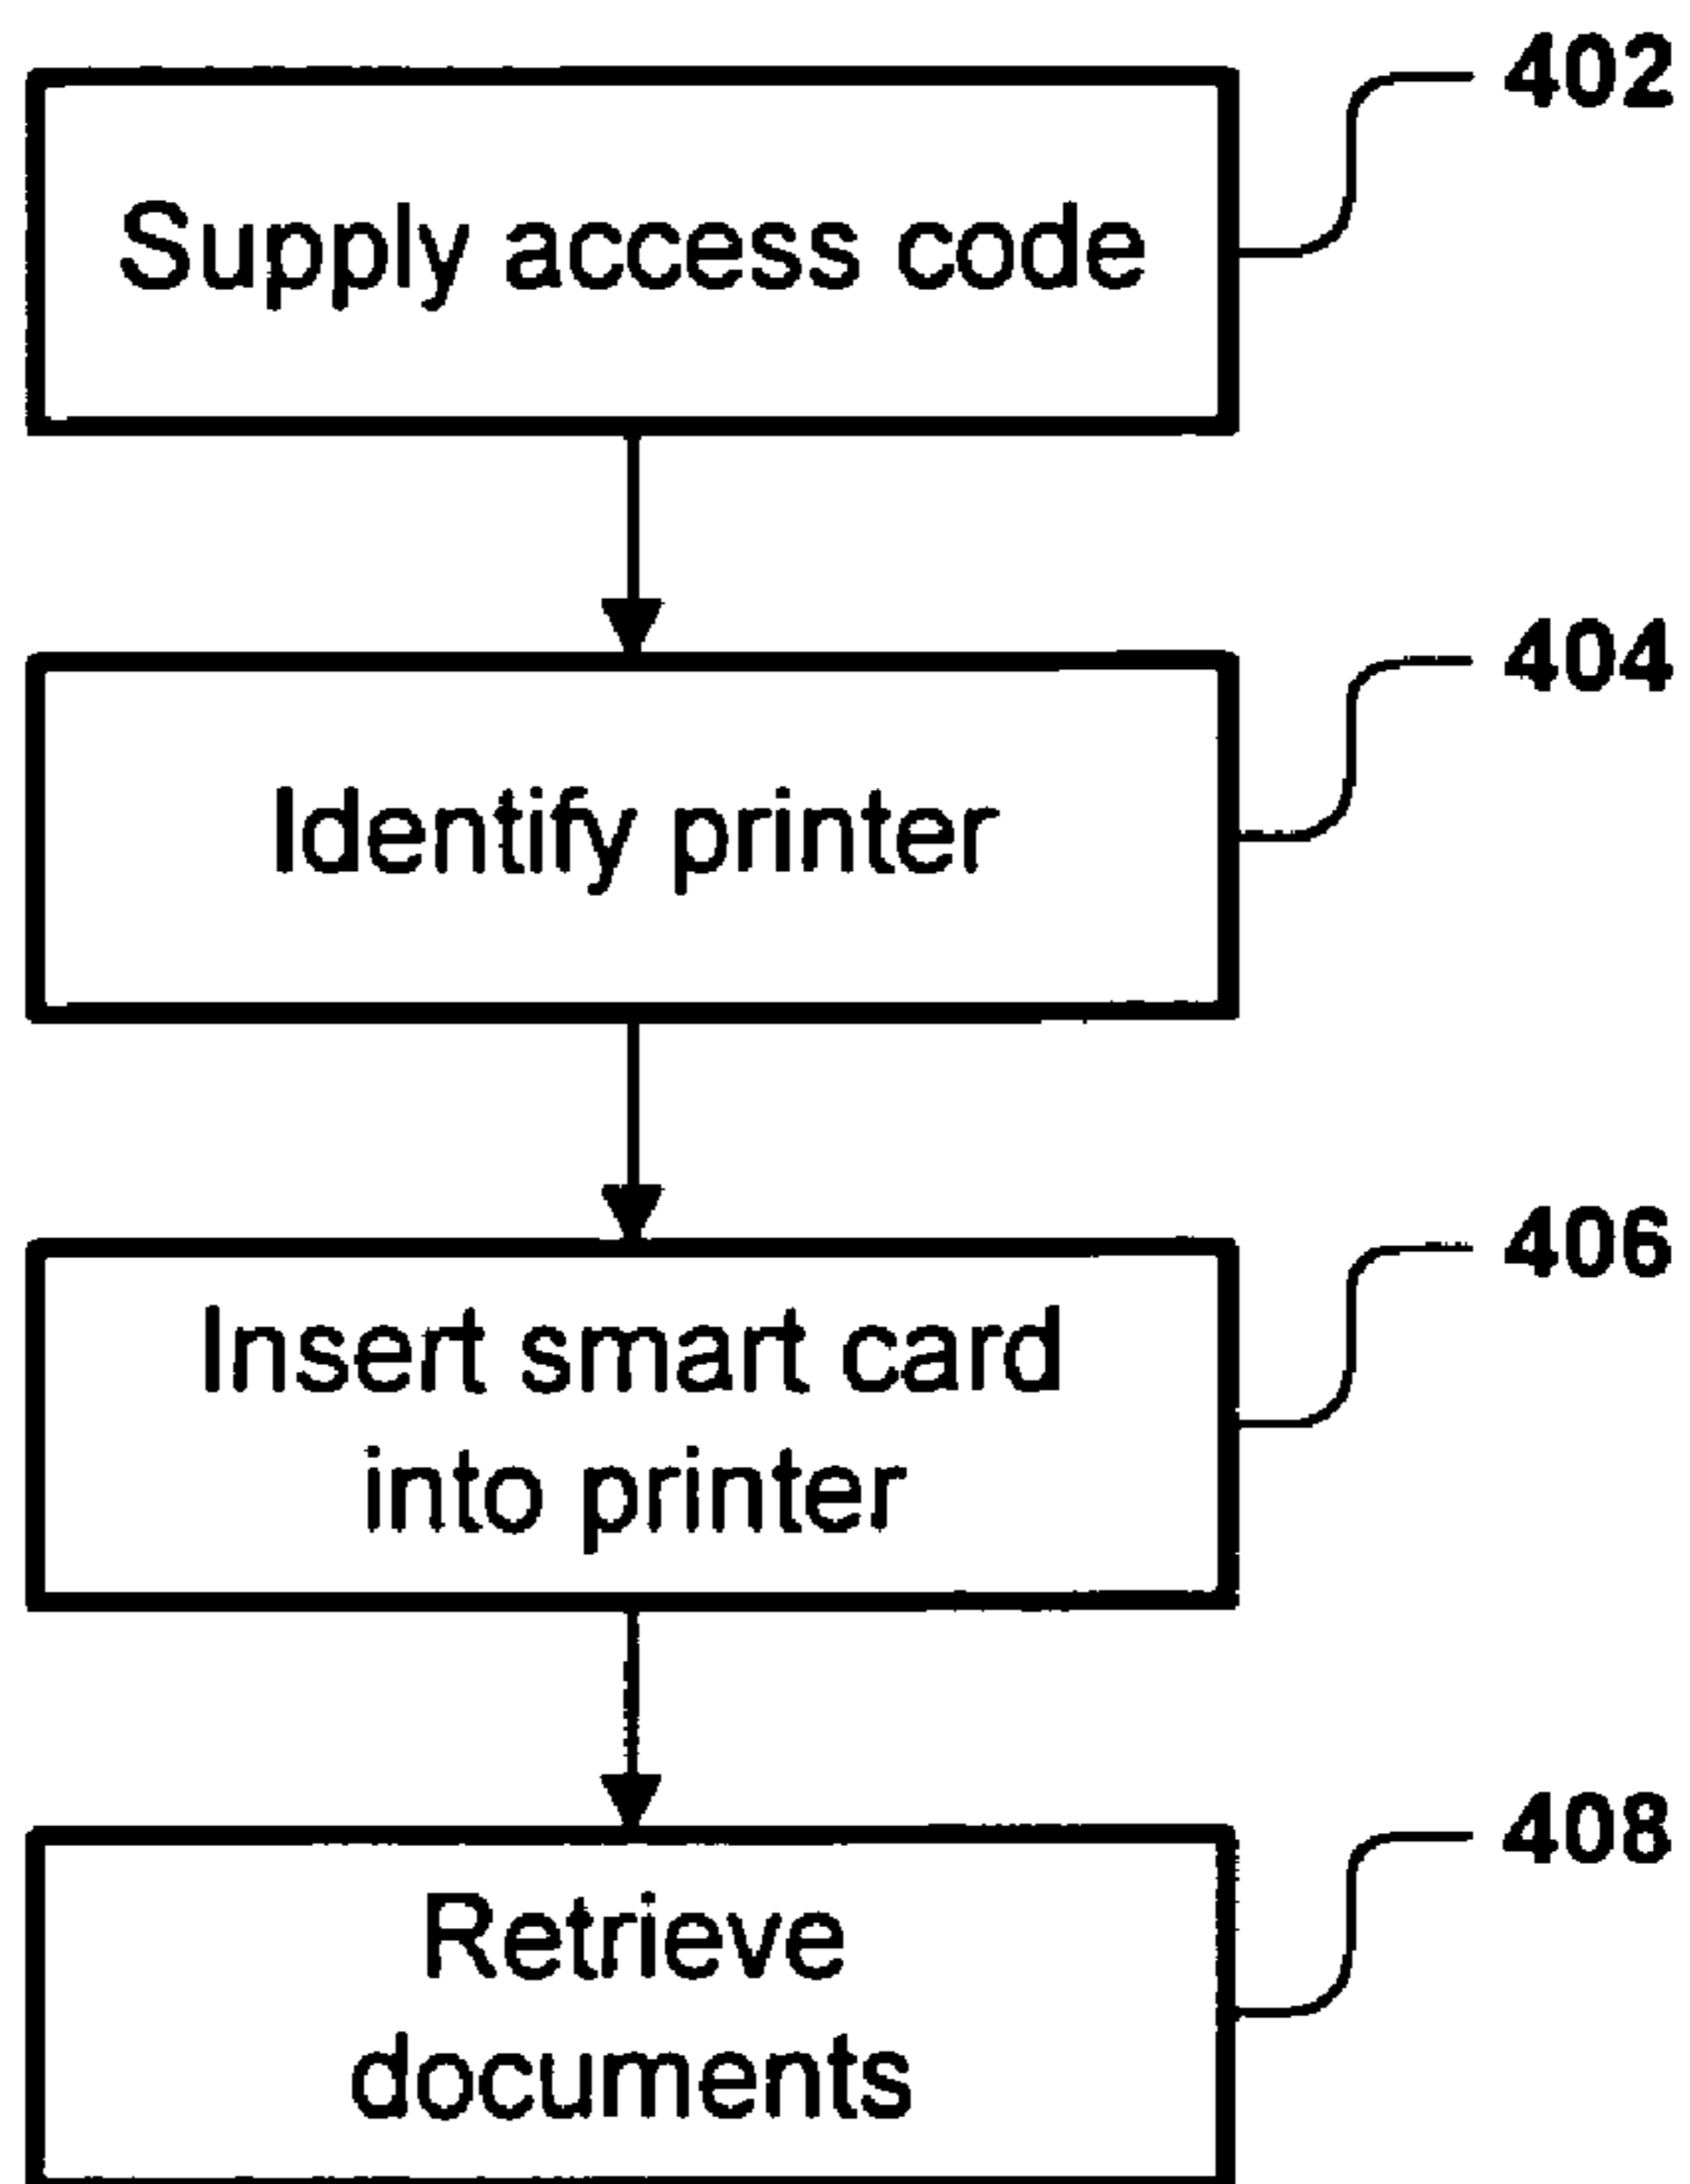 402
Supply access code
404
Identify printer
406
Insert smart card
into printer
408
Retrieve
documents